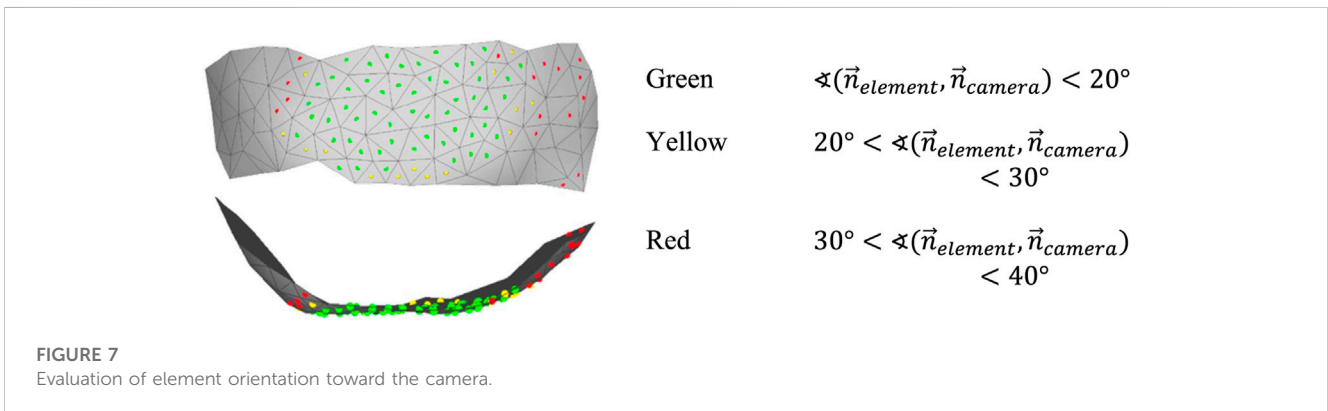 Green ∢(n⃗element, n⃗camera) < 20°
Yellow 20° < ∢(n⃗element, n⃗camera)
< 30°
Red 30° < ∢(n⃗element, n⃗camera)
< 40°
FIGURE 7
Evaluation of element orientation toward the camera.